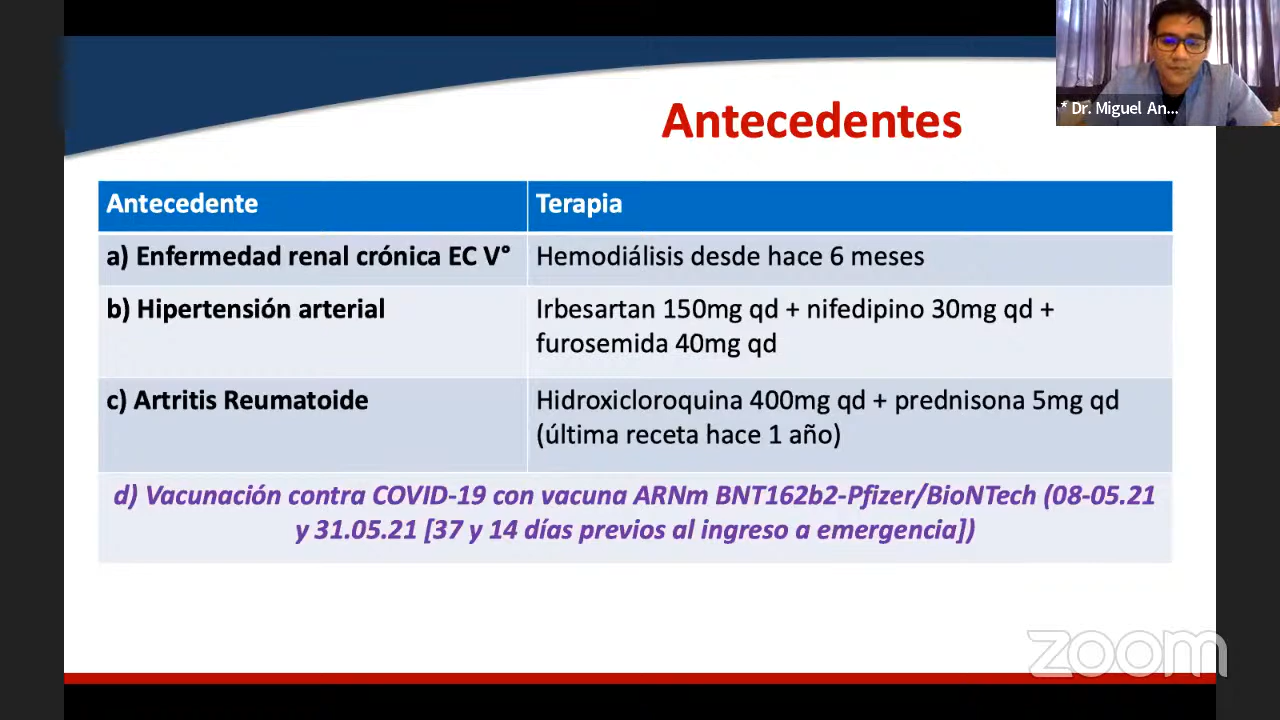 * Dr. Miguel An...
Antecedentes
Antecedente
Terapia
a) Enfermedad renal crónica EC V°
Hemodiálisis desde hace 6 meses
b) Hipertensión arterial
Irbesartan 150mg qd + nifedipino 30mg qd +
furosemida 40mg qd
c) Artritis Reumatoide
Hidroxicloroquina 400mg qd + prednisona 5mg qd
(última receta hace 1 año)
d) Vacunación contra COVID-19 con vacuna ARNm BNT162b2-Pfizer/BioNTech (08-05.21
y 31.05.21 [37 y 14 días previos al ingreso a emergencia])
zoom